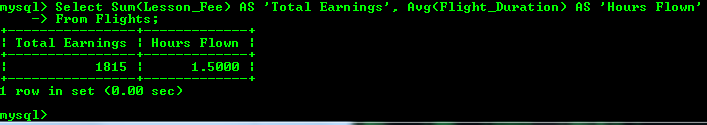 mysql> Select Sum(Lesson_Fee) AS 'Total Earnings', Avg(Flight_Duration) AS 'Hours Flown'
    -> From Flights;
+----------------+-------------+
| Total Earnings | Hours Flown |
+----------------+-------------+
|           1815 |      1.5000 |
+----------------+-------------+
1 row in set (0.00 sec)
mysql>